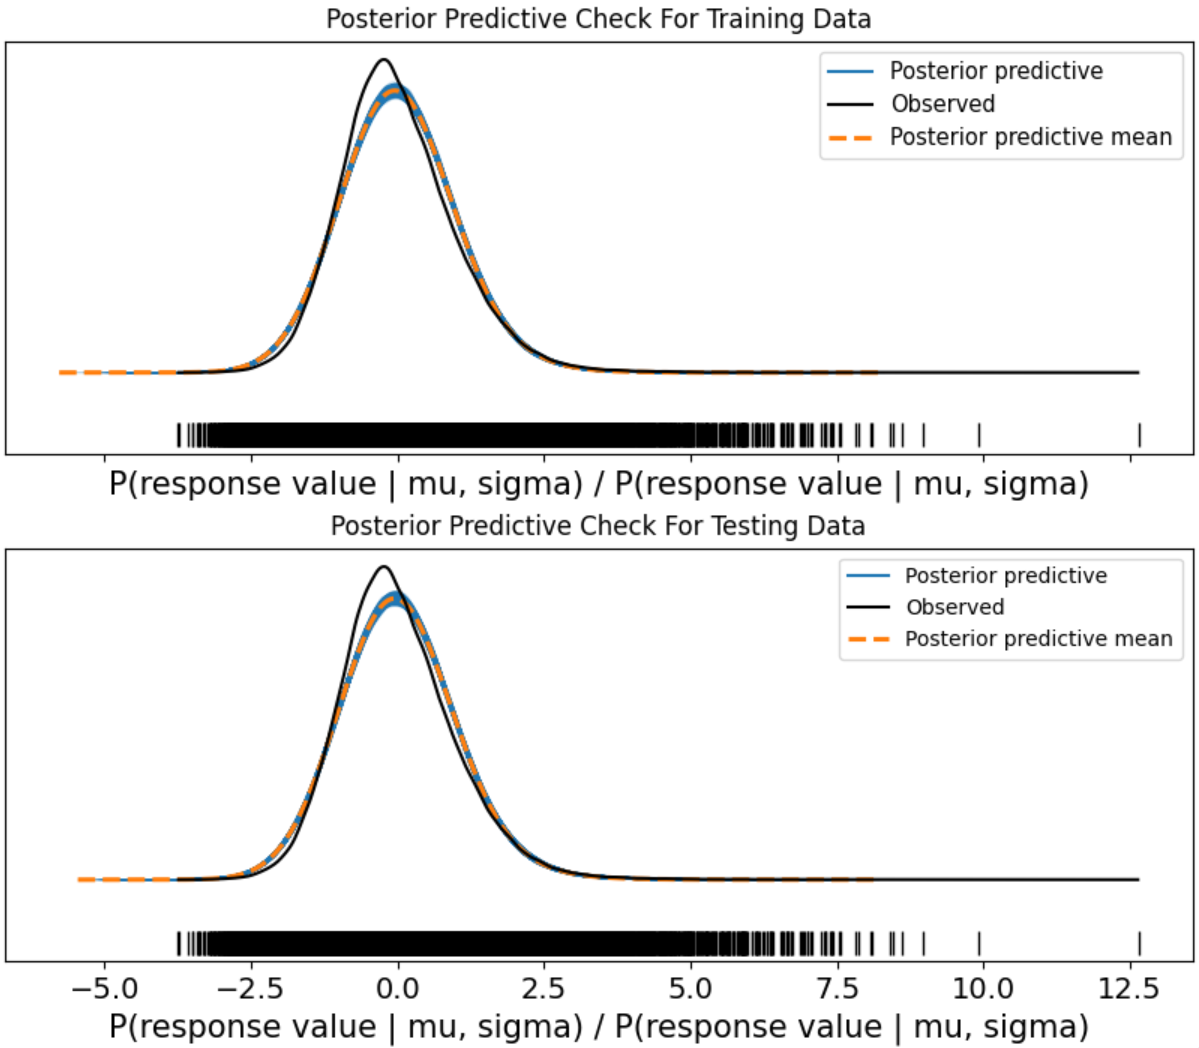 Posterior Predictive Check For Training Data
Posterior predictive
Observed
Posterior predictive mean
P(response value | mu, sigma) / P(response value | mu, sigma)
Posterior Predictive Check For Testing Data
Posterior predictive
Observed
Posterior predictive mean
−5.0 −2.5 0.0 2.5 5.0 7.5 10.0 12.5
P(response value | mu, sigma) / P(response value | mu, sigma)